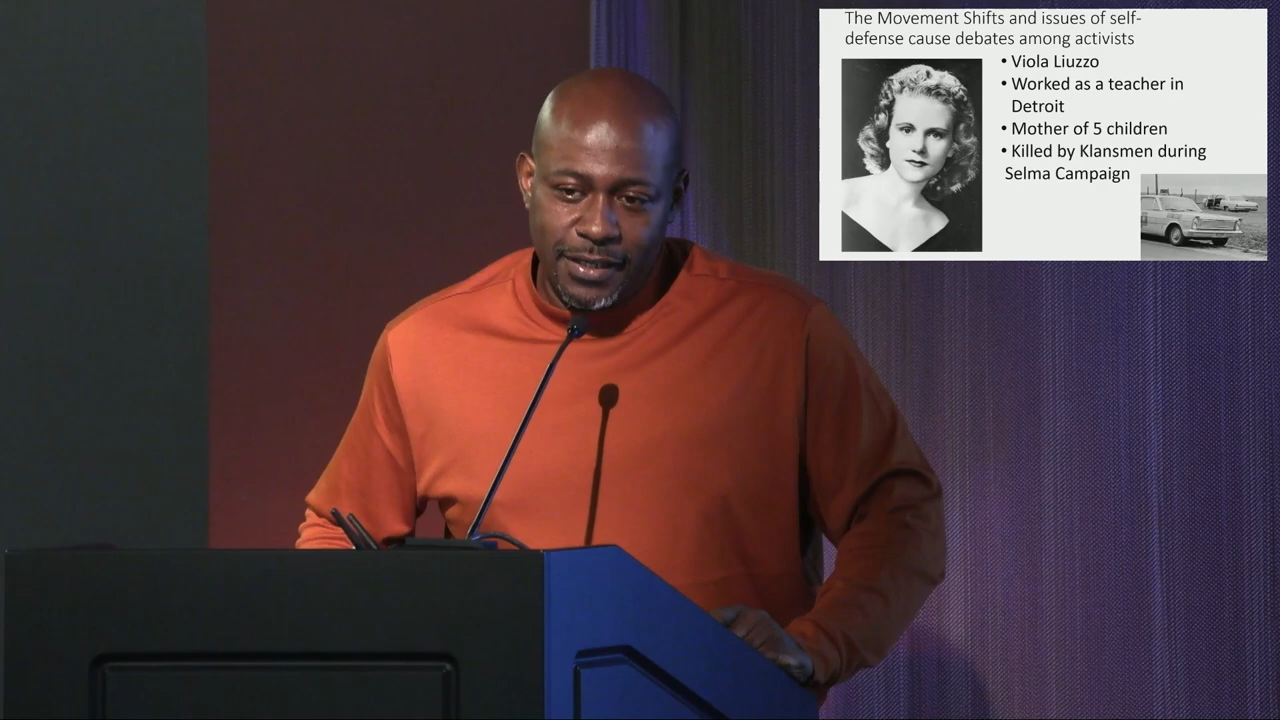 The Movement Shifts and issues of self-
defense cause debates among activists
• Viola Liuzzo
• Worked as a teacher in
Detroit
• Mother of 5 children
• Killed by Klansmen during
Selma Campaign